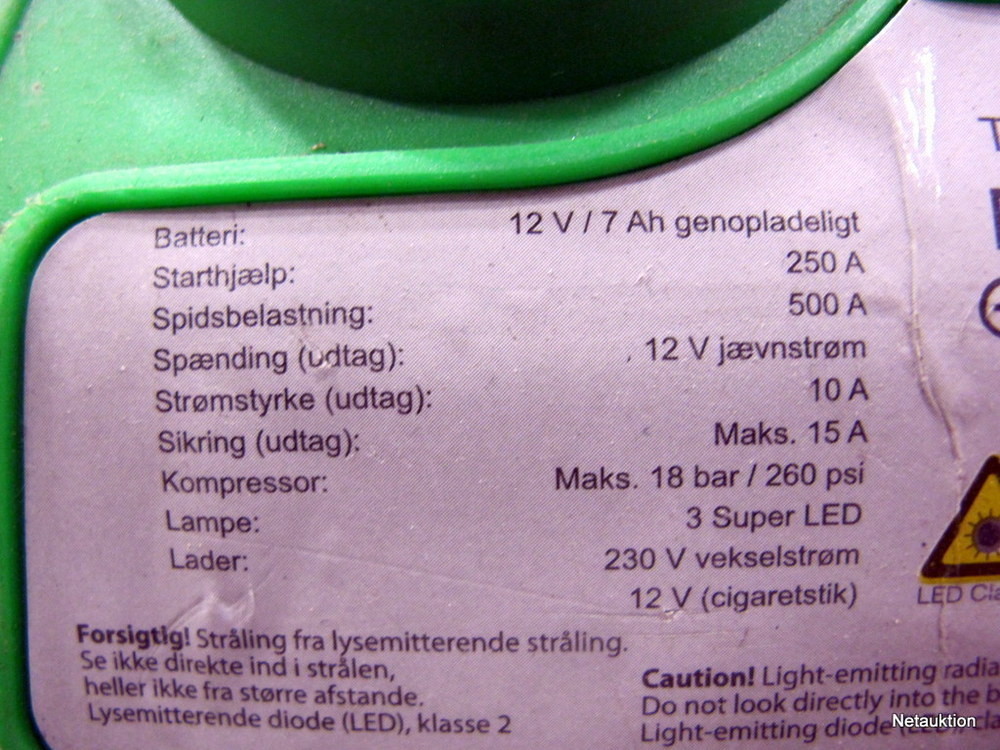 Batteri: 12 V / 7 Ah genopladeligt
Starthjælp: 250 A
Spidsbelastning: 500 A
Spænding (udtag): 12 V jævnstrøm
Strømstyrke (udtag): 10 A
Sikring (udtag): Maks. 15 A
Kompressor: Maks. 18 bar / 260 psi
Lampe: 3 Super LED
Lader: 230 V vekselstrøm
12 V (cigaretstik)
Forsigtig! Stråling fra lysemitterende stråling.
Se ikke direkte ind i strålen,
heller ikke fra større afstande.
Lysemitterende diode (LED), klasse 2
LED
Caution! Light-emitting
Do not look directly into the
Light-emitting diode (LED),
Netauktion